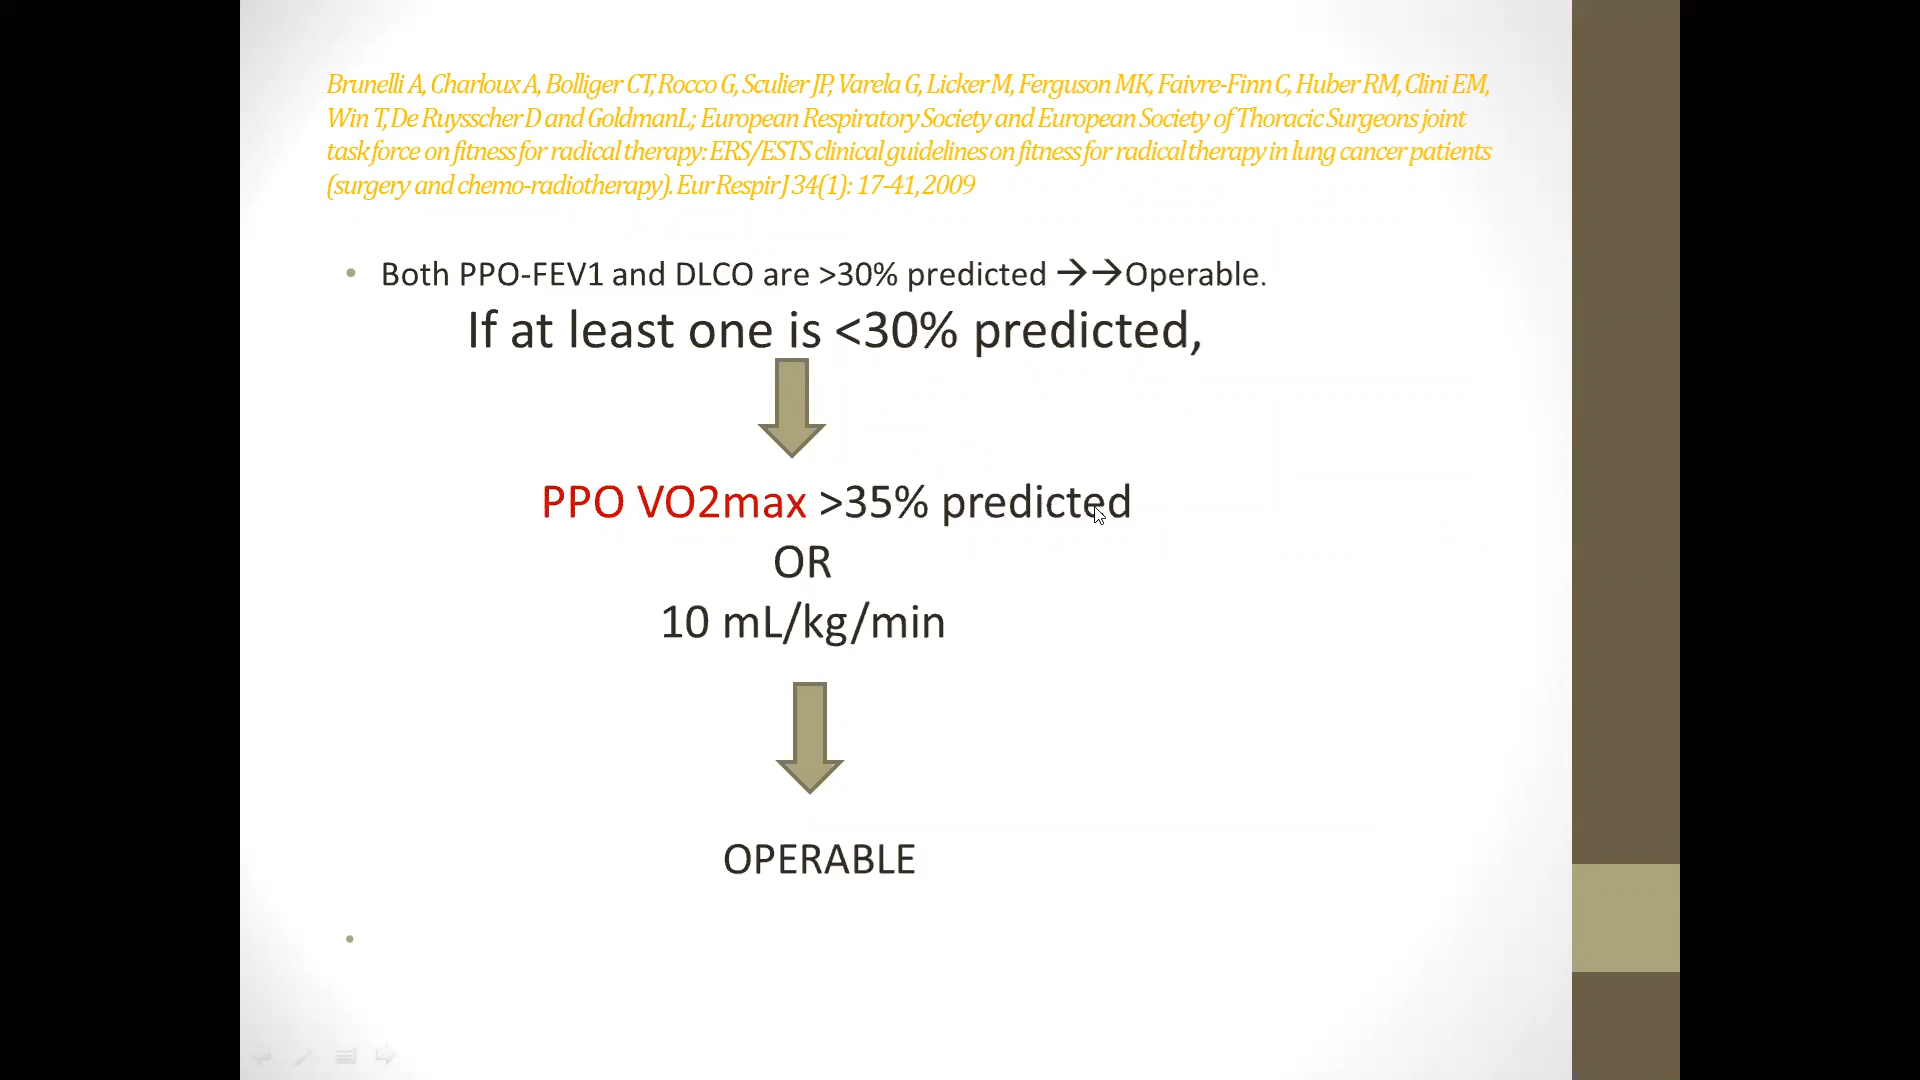 Brunelli A, Charloux A, Bolliger CT, Rocco G, Sculier JP, Varela G, Licker M, Ferguson MK, Faivre-Finn C, Huber RM, Clini EM,
Win T, De Ruysscher D and GoldmanL; European Respiratory Society and European Society of Thoracic Surgeons joint
task force on fitness for radical therapy: ERS/ESTS clinical guidelines on fitness for radical therapy in lung cancer patients
(surgery and chemo-radiotherapy). Eur Respir J 34(1): 17-41, 2009
• Both PPO-FEV1 and DLCO are >30% predicted →→Operable.
If at least one is <30% predicted,
PPO VO2max >35% predicted
OR
10 mL/kg/min
OPERABLE